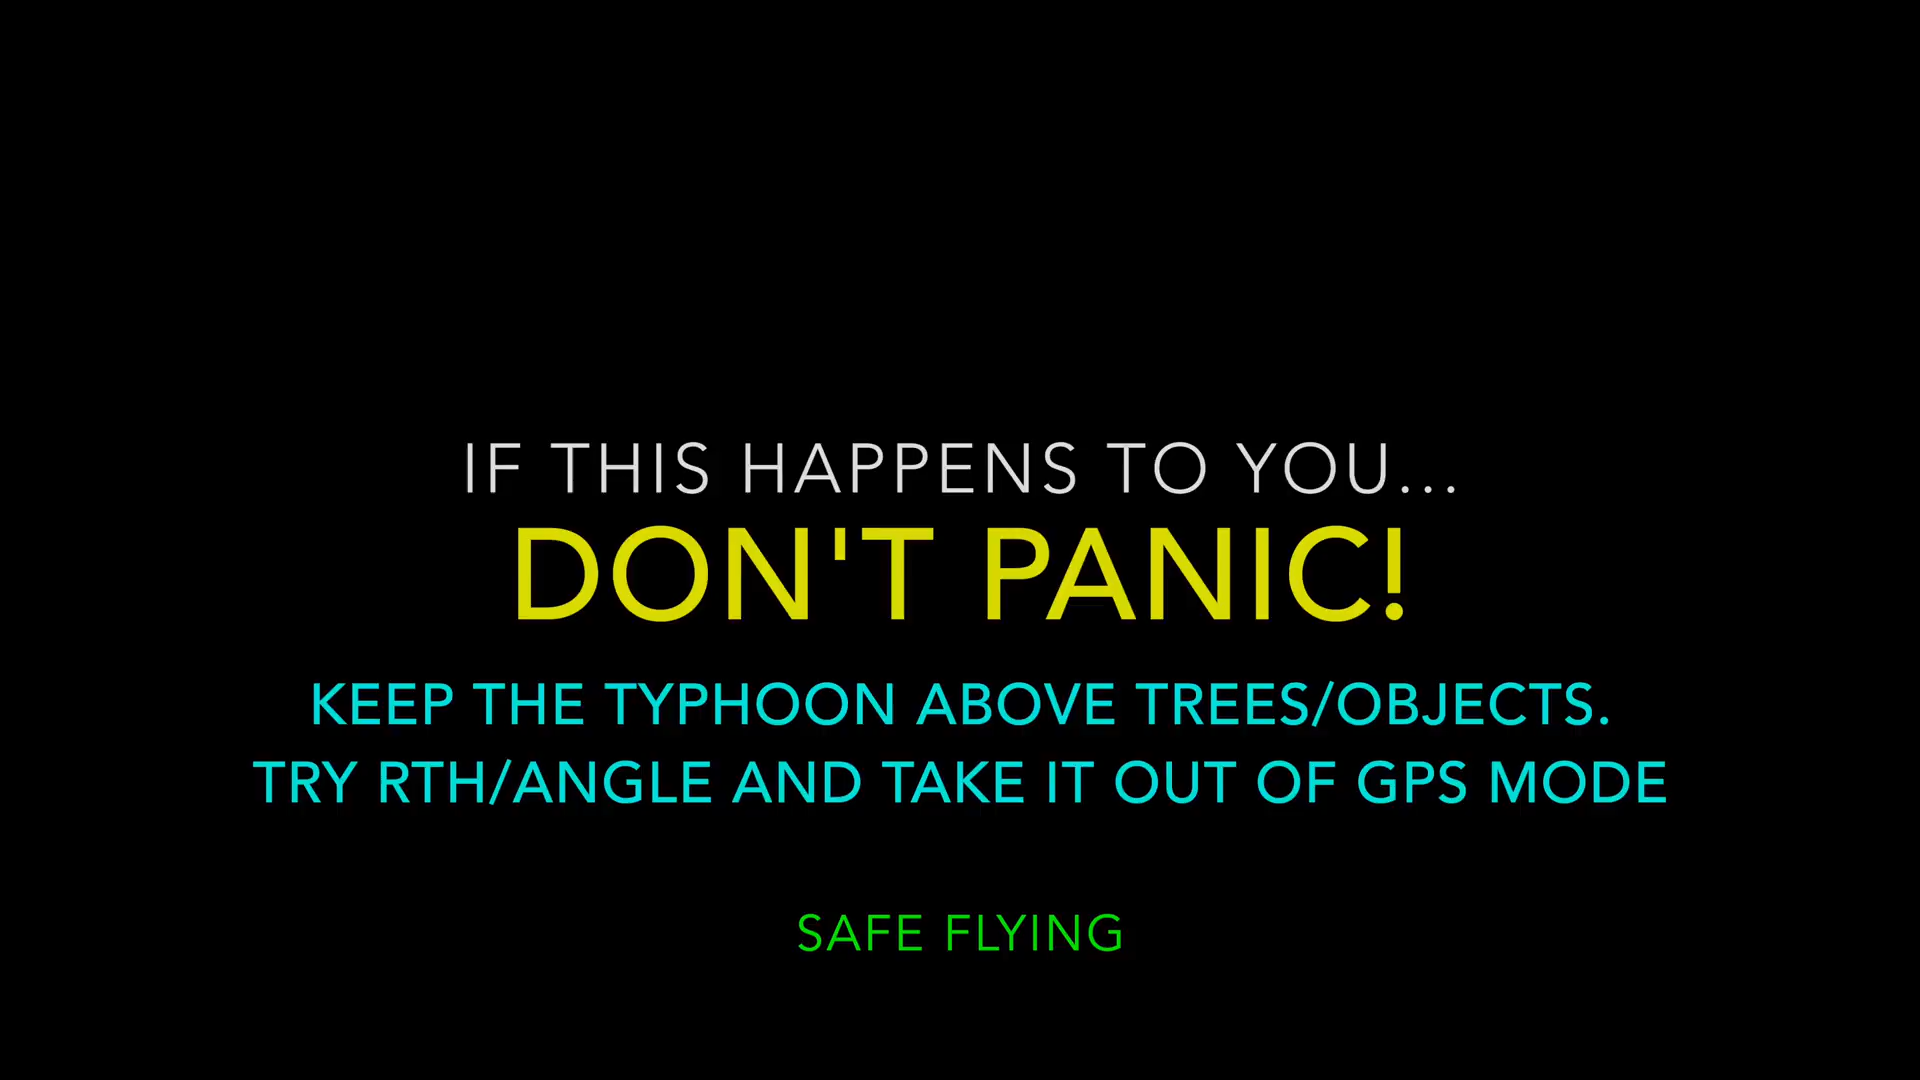 IF THIS HAPPENS TO YOU...
DON'T PANIC!
KEEP THE TYPHOON ABOVE TREES/OBJECTS.
TRY RTH/ANGLE AND TAKE IT OUT OF GPS MODE
SAFE FLYING